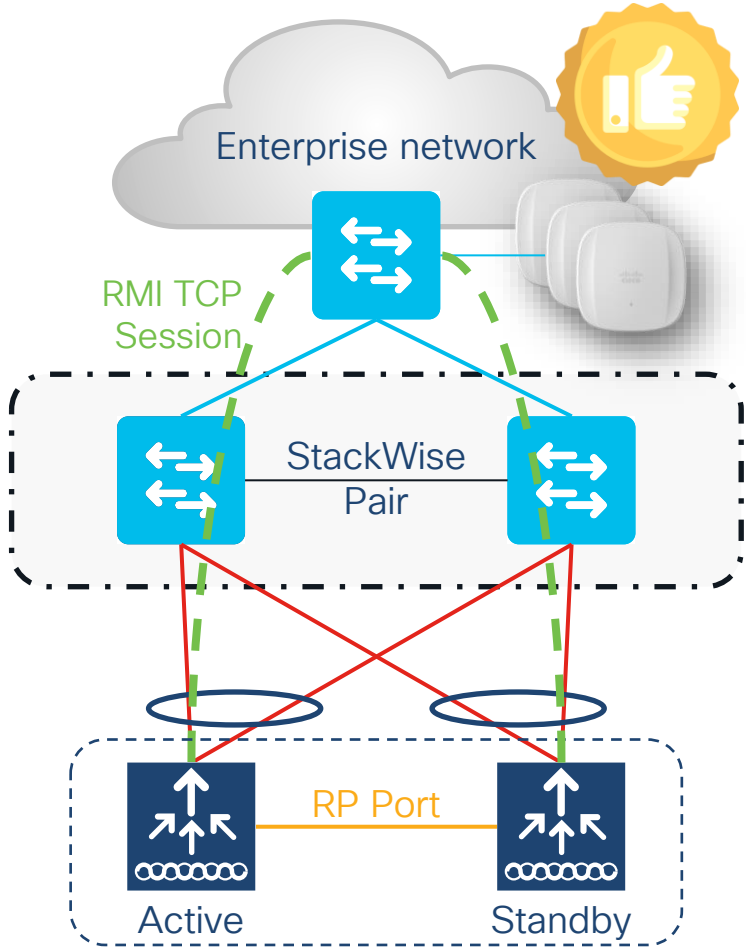 Enterprise network
RMI TCP
Session
StackWise
Pair
RP Port
Active
Standby